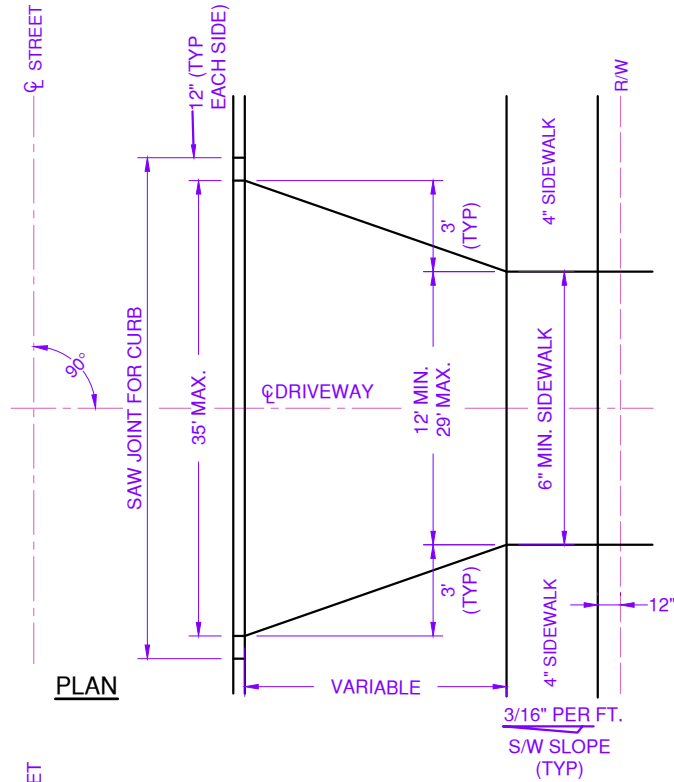 ℄ STREET
12" (TYP
EACH SIDE)
R/W
4" SIDEWALK
3'
(TYP)
SAW JOINT FOR CURB
90°
35' MAX.
℄ DRIVEWAY
12' MIN.
29' MAX.
6" MIN. SIDEWALK
3'
(TYP)
4" SIDEWALK
12"
PLAN
VARIABLE
3/16" PER FT.
S/W SLOPE
(TYP)
ET